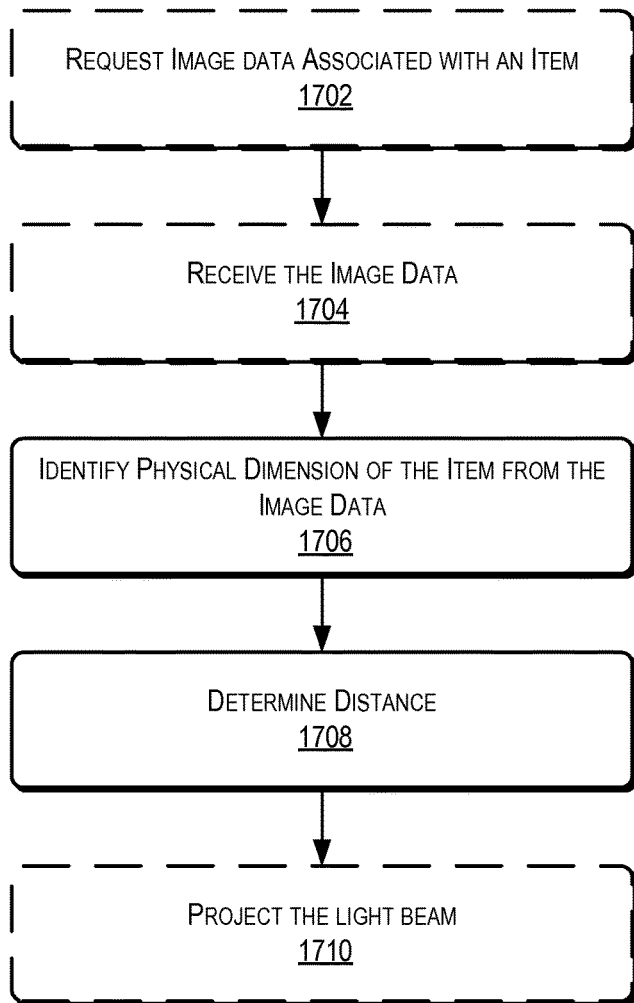 Request Image data Associated with an Item
1702
Receive the Image Data
1704
Identify Physical Dimension of the Item from the
Image Data
1706
Determine Distance
1708
Project the light beam
1710